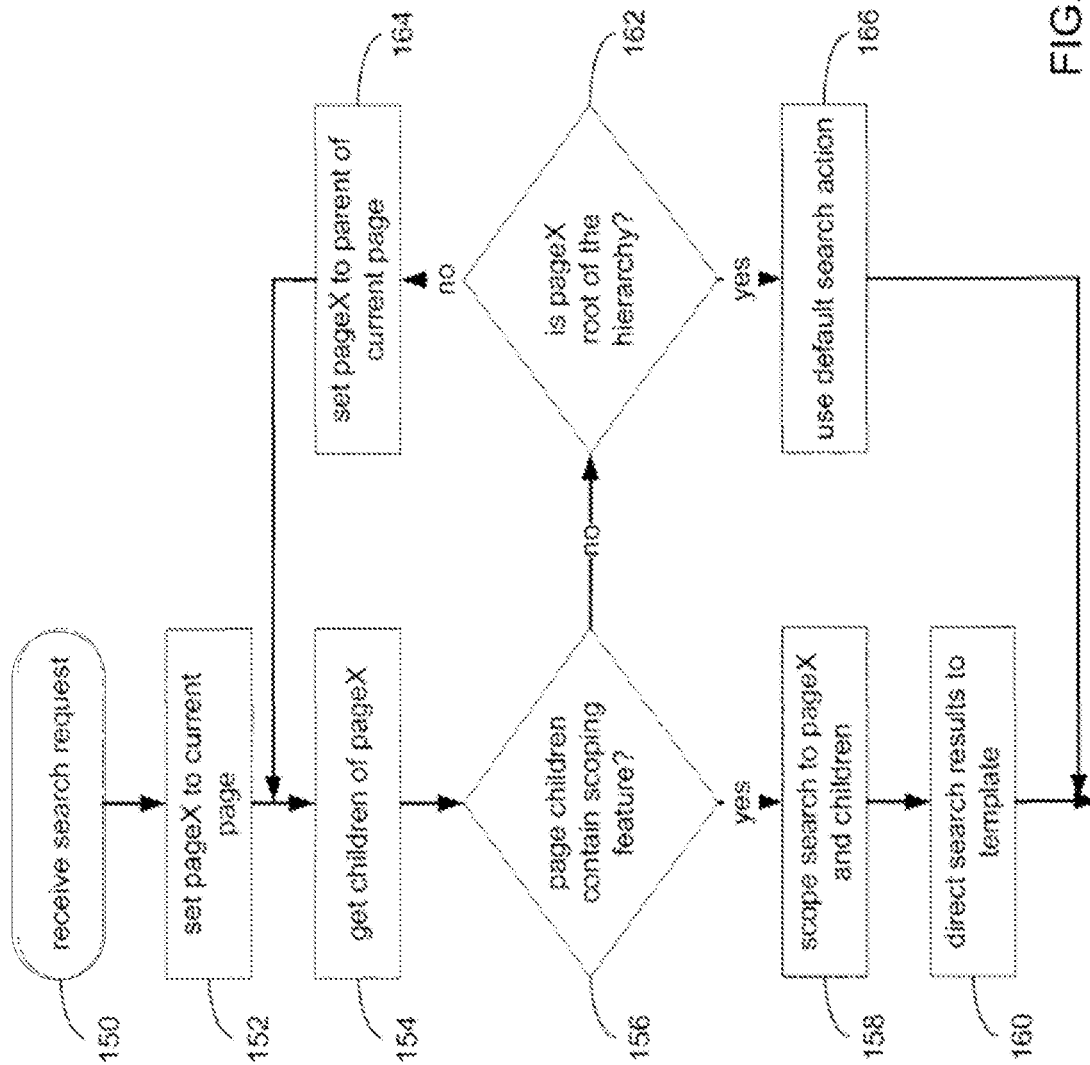 receive search request
150
set pageX to current
page
152
get children of pageX
154
page children
contain scoping
feature?
156
no
yes
scope search to pageX
and children
158
direct search results to
template
160
set pageX to parent of
current page
164
no
is pageX
root of the
hierarchy?
162
yes
use default search action
166
FIG.